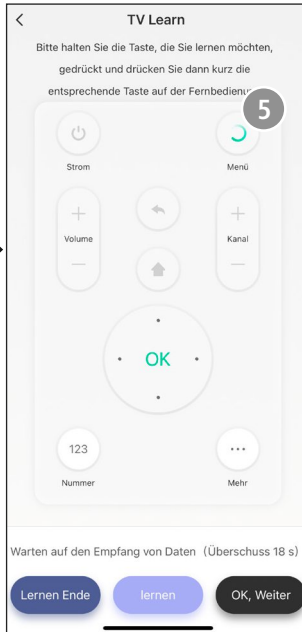 TV Learn
Bitte halten Sie die Taste, die Sie lernen möchten,
gedrückt und drücken Sie dann kurz die
entsprechende Taste auf der
5
Strom
Menü
+ +
Volume
Kanal
— —
OK
123
...
Nummer
Mehr
Warten auf den Empfang von Daten (Überschuss 18 s)
Lernen Ende
lernen
OK, Weiter